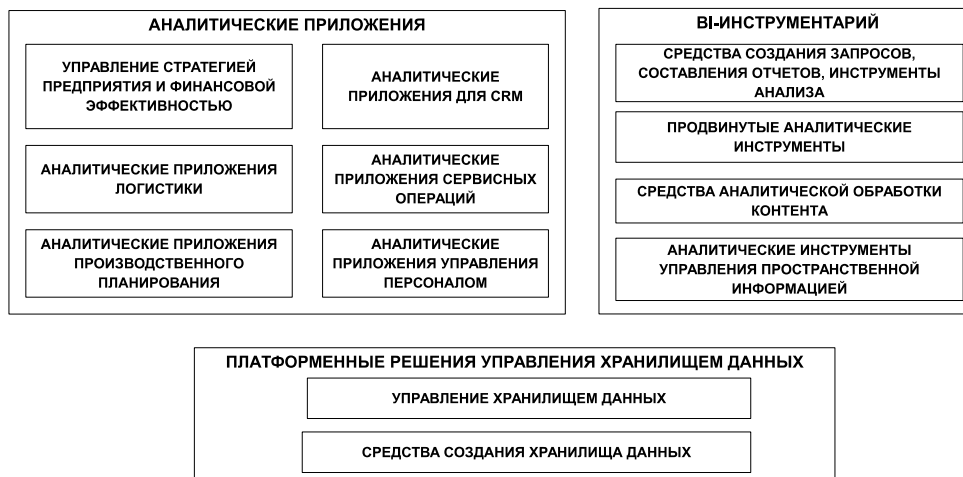 АНАЛИТИЧЕСКИЕ ПРИЛОЖЕНИЯ
УПРАВЛЕНИЕ СТРАТЕГИЕЙ
ПРЕДПРИЯТИЯ И ФИНАНСОВОЙ
ЭФФЕКТИВНОСТЬЮ
АНАЛИТИЧЕСКИЕ
ПРИЛОЖЕНИЯ ДЛЯ CRM
АНАЛИТИЧЕСКИЕ ПРИЛОЖЕНИЯ
ЛОГИСТИКИ
АНАЛИТИЧЕСКИЕ
ПРИЛОЖЕНИЯ СЕРВИСНЫХ
ОПЕРАЦИЙ
АНАЛИТИЧЕСКИЕ ПРИЛОЖЕНИЯ
ПРОИЗВОДСТВЕННОГО
ПЛАНИРОВАНИЯ
АНАЛИТИЧЕСКИЕ
ПРИЛОЖЕНИЯ УПРАВЛЕНИЯ
ПЕРСОНАЛОМ
BI-ИНСТРУМЕНТАРИЙ
СРЕДСТВА СОЗДАНИЯ ЗАПРОСОВ,
СОСТАВЛЕНИЯ ОТЧЕТОВ, ИНСТРУМЕНТЫ
АНАЛИЗА
ПРОДВИНУТЫЕ АНАЛИТИЧЕСКИЕ
ИНСТРУМЕНТЫ
СРЕДСТВА АНАЛИТИЧЕСКОЙ ОБРАБОТКИ
КОНТЕНТА
АНАЛИТИЧЕСКИЕ ИНСТРУМЕНТЫ
УПРАВЛЕНИЯ ПРОСТРАНСТВЕННОЙ
ИНФОРМАЦИЕЙ
ПЛАТФОРМЕННЫЕ РЕШЕНИЯ УПРАВЛЕНИЯ ХРАНИЛИЩЕМ ДАННЫХ
УПРАВЛЕНИЕ ХРАНИЛИЩЕМ ДАННЫХ
СРЕДСТВА СОЗДАНИЯ ХРАНИЛИЩА ДАННЫХ